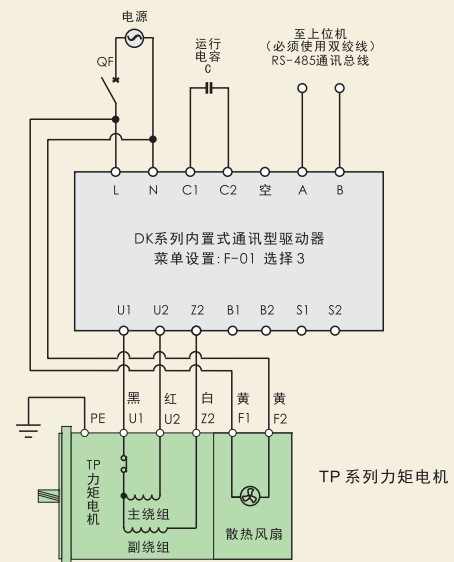 电源
运行
电容
C
至上位机
（必须使用双绞线）
RS-485通讯总线
QF
L N C1 C2 空 A B
DK系列内置式通讯型驱动器
菜单设置:F-01 选择3
U1 U2 Z2 B1 B2 S1 S2
黑 红 白 黄 黄
PE U1 U2 Z2 F1 F2
TP力矩电机
主绕组
副绕组
散热风扇
TP系列力矩电机